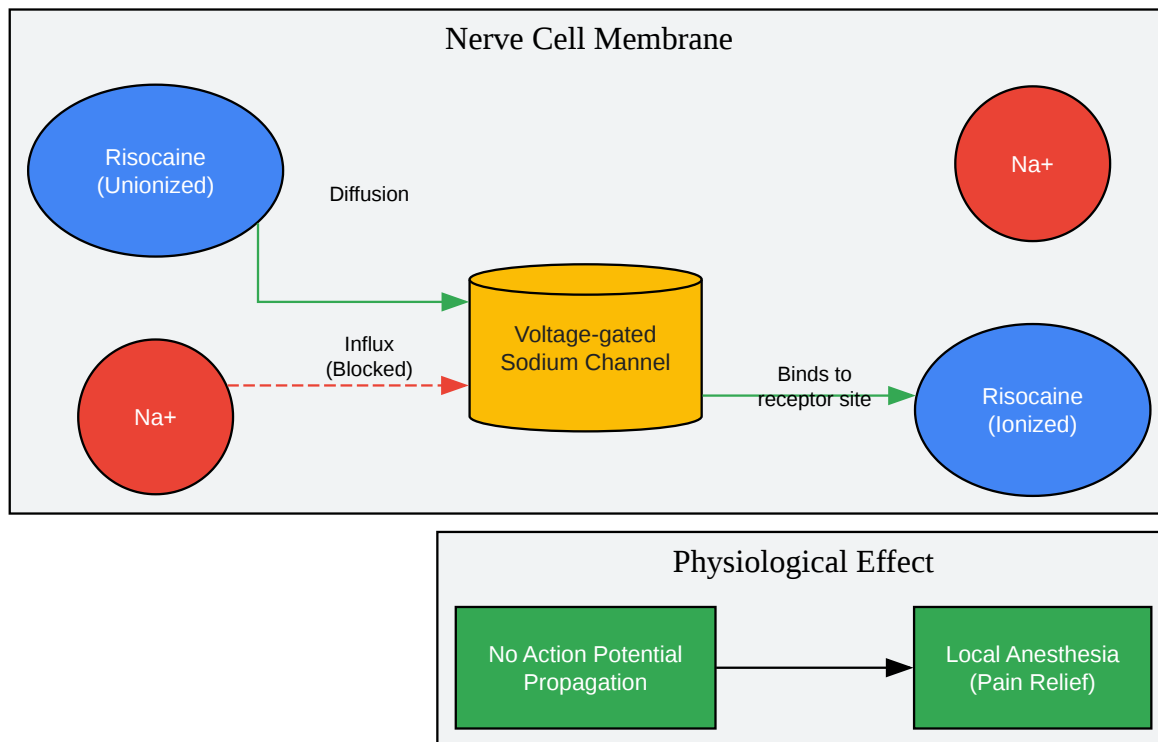 Nerve Cell Membrane
Risocaine
(Unionized)
Diffusion
Na+
Voltage-gated
Sodium Channel
Influx
(Blocked)
Na+
Binds to
receptor site
Risocaine
(Ionized)
Physiological Effect
No Action Potential
Propagation
Local Anesthesia
(Pain Relief)